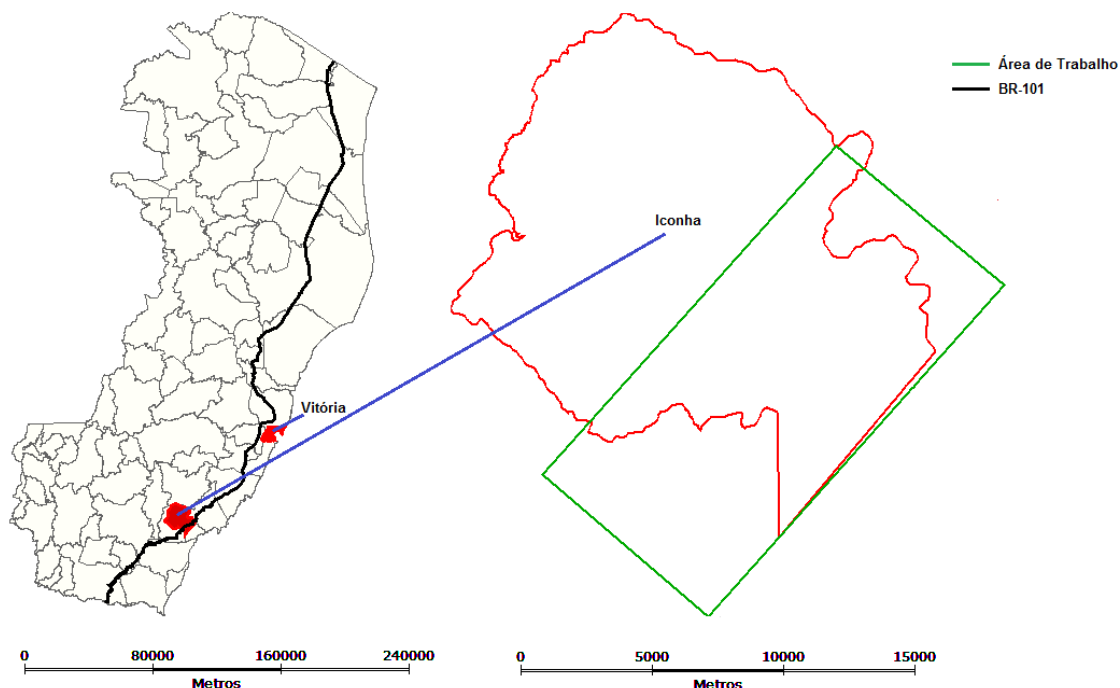 Área de Trabalho
BR-101
Iconha
Vitória
0 80000 160000 240000
Metros
0 5000 10000 15000
Metros